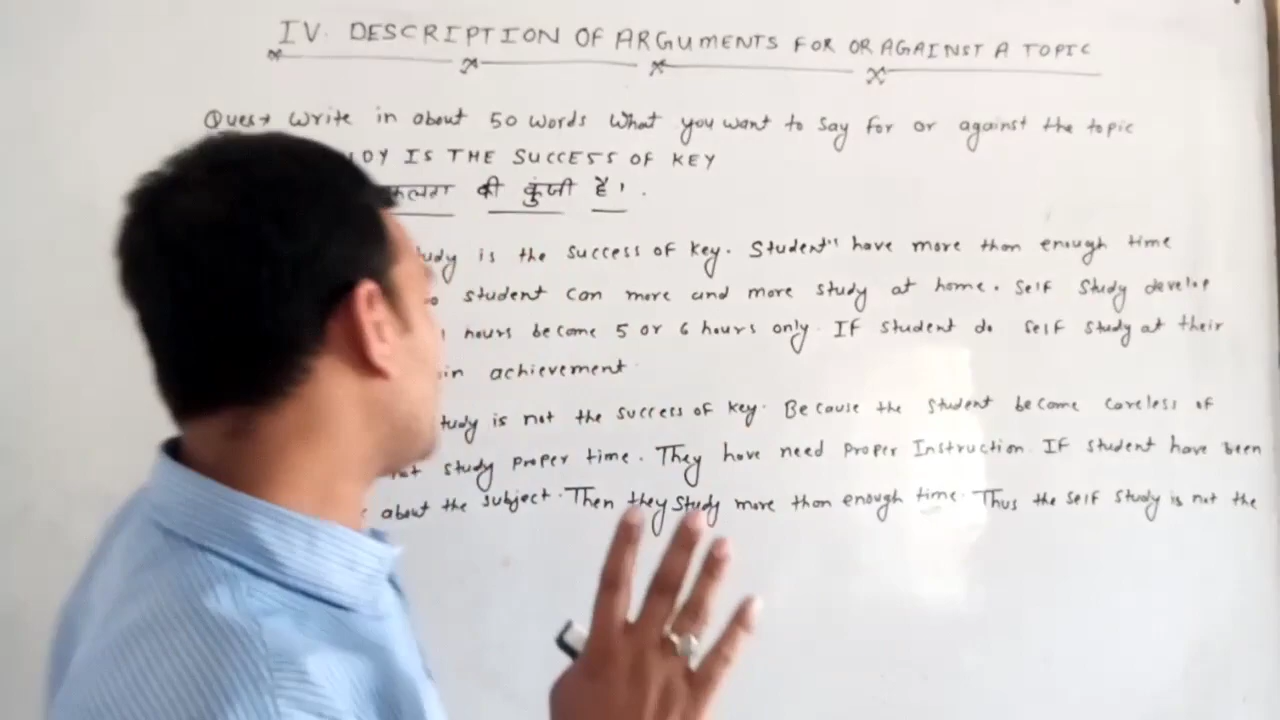 IV. DESCRIPTION OF ARGUMENTS FOR OR AGAINST A TOPIC
Ques→ Write in about 50 words what you want to say for or against the topic
IS THE SUCCESS OF KEY
की कुंजी है।
is the success of key. Student" have more than enough time
student can more and more study at home. Self study develop
hours become 5 or 6 hours only. If student do self study at their
in achievement
is not the success of key. Because the student become careless of
study proper time. They have need proper Instruction. If student have been
about the subject. Then they study more than enough time. Thus the self study is not the